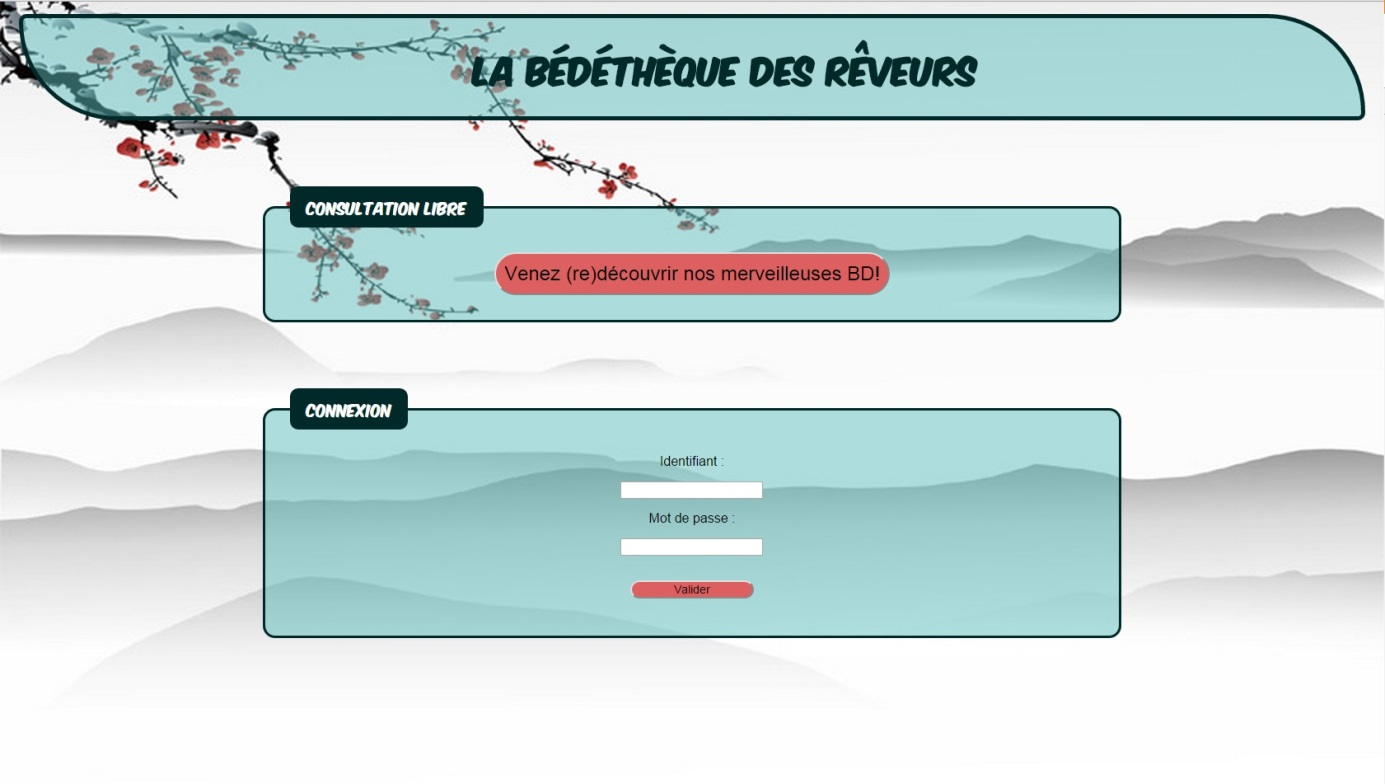 LA BÉDÉTHÈQUE DES RÊVEURS
CONSULTATION LIBRE
Venez (re)découvrir nos merveilleuses BD!
CONNEXION
Identifiant :
Mot de passe :
Valider